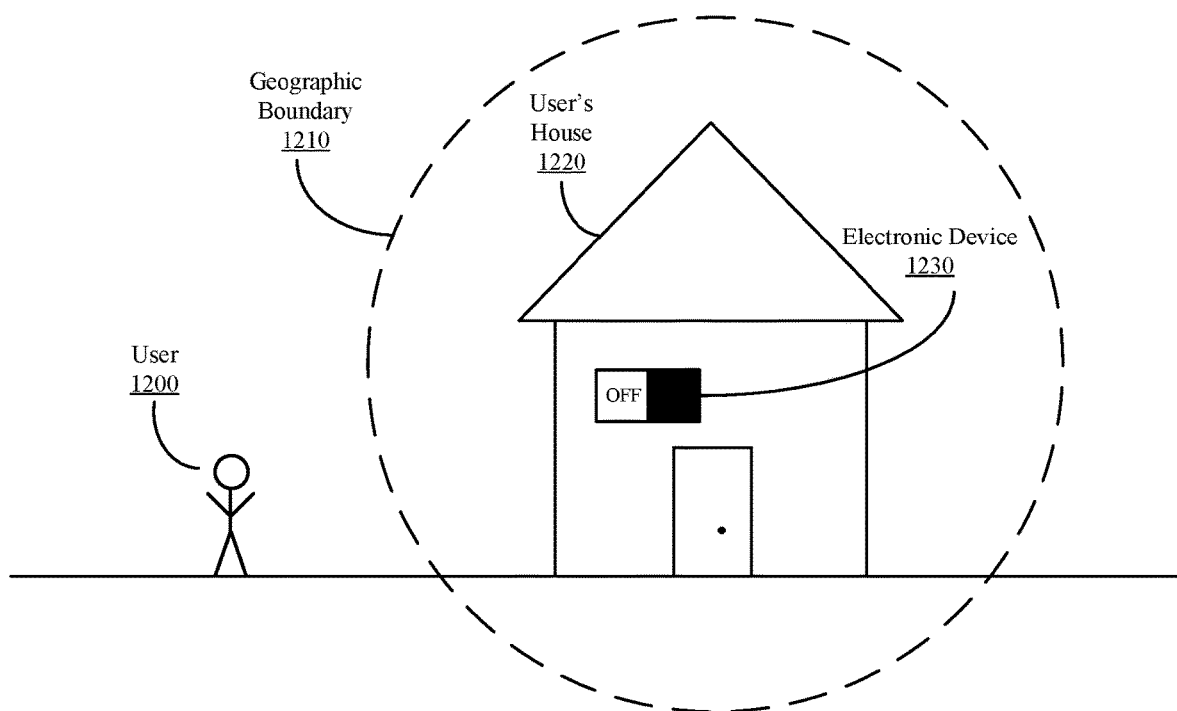 Geographic
Boundary
1210
User's
House
1220
Electronic Device
1230
User
1200
OFF